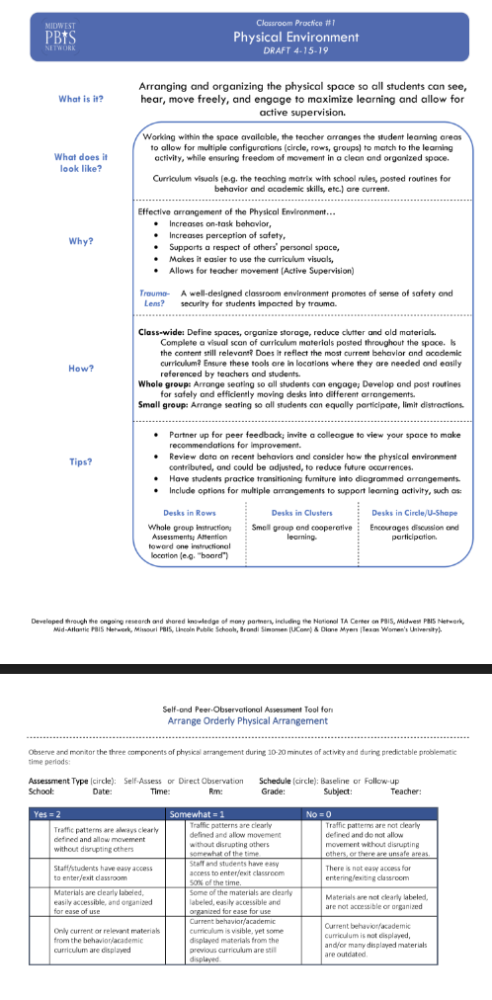 MIDWEST
PBIS
NETWORK
Classroom Practice #1
Physical Environment
DRAFT 4-15-19
What is it?
Arranging and organizing the physical space so all students can see,
hear, move freely, and engage to maximize learning and allow for
active supervision.
What does it
look like?
Working within the space available, the teacher arranges the student learning areas
to allow for multiple configurations (circle, rows, groups) to match to the learning
activity, while ensuring freedom of movement in a clean and organized space.
Curriculum visuals (e.g. the teaching matrix with school rules, posted routines for
behavior and academic skills, etc.) are current.
Why?
Effective arrangement of the Physical Environment...
• Increases on-task behavior,
• Increases perception of safety,
• Supports a respect of others' personal space,
• Makes it easier to use the curriculum visuals,
• Allows for teacher movement (Active Supervision)
Trauma-
Lens?
A well-designed classroom environment promotes of sense of safety and
security for students impacted by trauma.
How?
Class-wide: Define spaces, organize storage, reduce clutter and old materials.
Complete a visual scan of curriculum materials posted throughout the space. Is
the content still relevant? Does it reflect the most current behavior and academic
curriculum? Ensure these tools are in locations where they are needed and easily
referenced by teachers and students.
Whole group: Arrange seating so all students can engage; Develop and post routines
for safely and efficiently moving desks into different arrangements.
Small group: Arrange seating so all students can equally participate, limit distractions.
Tips?
• Partner up for peer feedback; invite a colleague to view your space to make
recommendations for improvement.
• Review data on recent behaviors and consider how the physical environment
contributed, and could be adjusted, to reduce future occurrences.
• Have students practice transitioning furniture into diagrammed arrangements.
• Include options for multiple arrangements to support learning activity, such as:
Desks in Rows
Whole group instruction;
Assessments; Attention
toward one instructional
location (e.g. "board")
Desks in Clusters
Small group and cooperative
learning.
Desks in Circle/U-Shape
Encourages discussion and
participation.
Developed through the ongoing research and shared knowledge of many partners, including the National TA Center on PBIS, Midwest PBIS Network,
Mid-Atlantic PBIS Network, Missouri PBIS, Lincoln Public Schools, Brandi Simonsen (UConn) & Diane Myers (Texas Women's University).
Self-and Peer-Observational Assessment Tool for:
Arrange Orderly Physical Arrangement
Observe and monitor the three components of physical arrangement during 10-20 minutes of activity and during predictable problematic
time periods:
Assessment Type (circle): Self-Assess or Direct Observation Schedule (circle): Baseline or Follow-up
School: Date: Time: Rm: Grade: Subject: Teacher:
Yes = 2 Somewhat = 1 No = 0
Traffic patterns are always clearly
defined and allow movement
without disrupting others
Traffic patterns are clearly
defined and allow movement
without disrupting others
somewhat of the time.
Traffic patterns are not clearly
defined and do not allow
movement without disrupting
others, or there are unsafe areas.
Staff/students have easy access
to enter/exit classroom
Staff and students have easy
access to enter/exit classroom
50% of the time.
There is not easy access for
entering/exiting classroom
Materials are clearly labeled,
easily accessible, and organized
for ease of use
Some of the materials are clearly
labeled, easily accessible and
organized for ease for use
Materials are not clearly labeled,
are not accessible or organized
Only current or relevant materials
from the behavior/academic
curriculum are displayed
Current behavior/academic
curriculum is visible, yet some
displayed materials from the
previous curriculum are still
displayed.
Current behavior/academic
curriculum is not displayed,
and/or many displayed materials
are outdated.